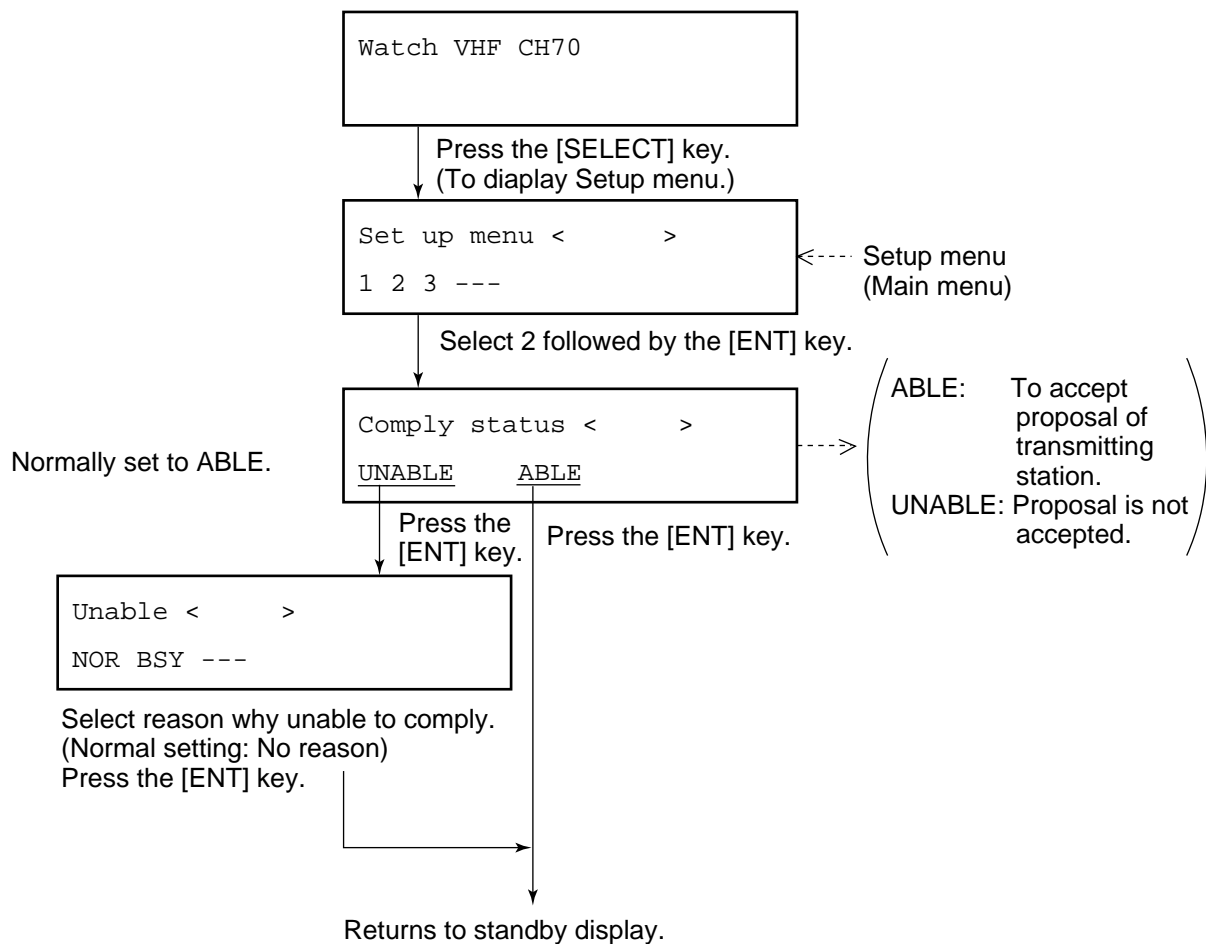 Watch VHF CH70
Press the [SELECT] key.
(To diaplay Setup menu.)
Set up menu < >
1 2 3 ---
Setup menu
(Main menu)
Select 2 followed by the [ENT] key.
Comply status < >
UNABLE ABLE
Normally set to ABLE.
ABLE: To accept
proposal of
transmitting
station.
UNABLE: Proposal is not
accepted.
Press the
[ENT] key.
Press the [ENT] key.
Unable < >
NOR BSY ---
Select reason why unable to comply.
(Normal setting: No reason)
Press the [ENT] key.
Returns to standby display.